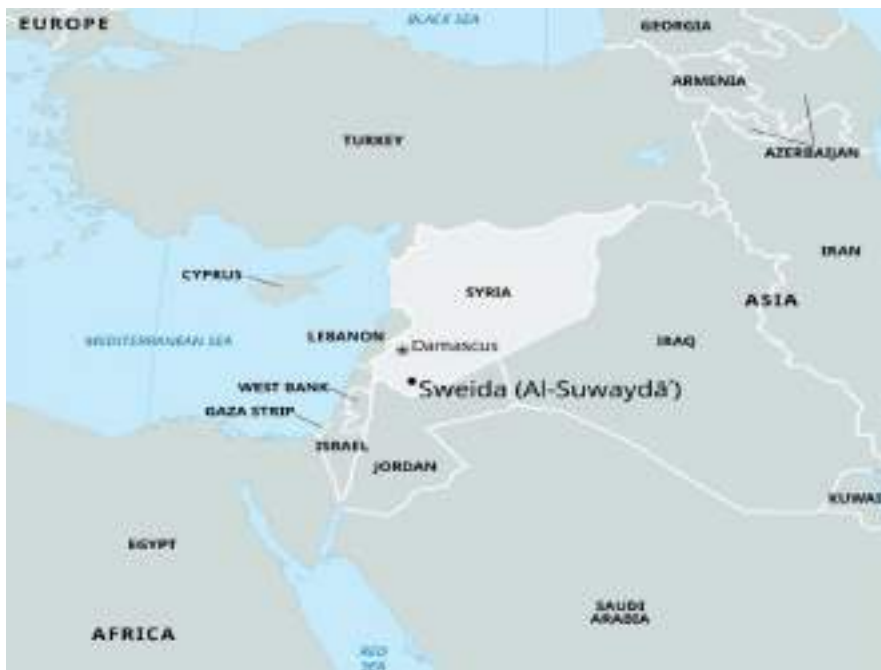 EUROPE
BLACK SEA
GEORGIA
ARMENIA
TURKEY
AZERBAIJAN
IRAN
CYPRUS
SYRIA
ASIA
LEBANON
MEDITERRANEAN SEA
Damascus
IRAQ
WEST BANK
Sweida (Al-Suwaydā’)
GAZA STRIP
ISRAEL
JORDAN
KUWAI
EGYPT
SAUDI
ARABIA
AFRICA
RED
SEA